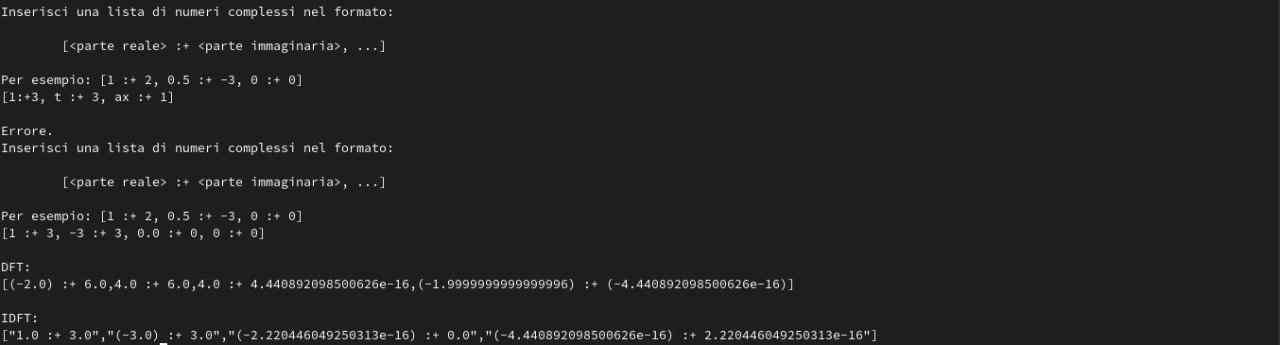 Inserisci una lista di numeri complessi nel formato:
[<parte reale> :+ <parte immaginaria>, ...]
Per esempio: [1 :+ 2, 0.5 :+ -3, 0 :+ 0]
[1:+3, t :+ 3, ax :+ 1]
Errore.
Inserisci una lista di numeri complessi nel formato:
[<parte reale> :+ <parte immaginaria>, ...]
Per esempio: [1 :+ 2, 0.5 :+ -3, 0 :+ 0]
[1 :+ 3, -3 :+ 3, 0.0 :+ 0, 0 :+ 0]
DFT:
[(-2.0) :+ 6.0,4.0 :+ 6.0,4.0 :+ 4.440892098500626e-16,(-1.9999999999999996) :+ (-4.440892098500626e-16)]
IDFT:
["1.0 :+ 3.0","(-3.0) :+ 3.0","(-2.220446049250313e-16) :+ 0.0","(-4.440892098500626e-16) :+ 2.220446049250313e-16"]